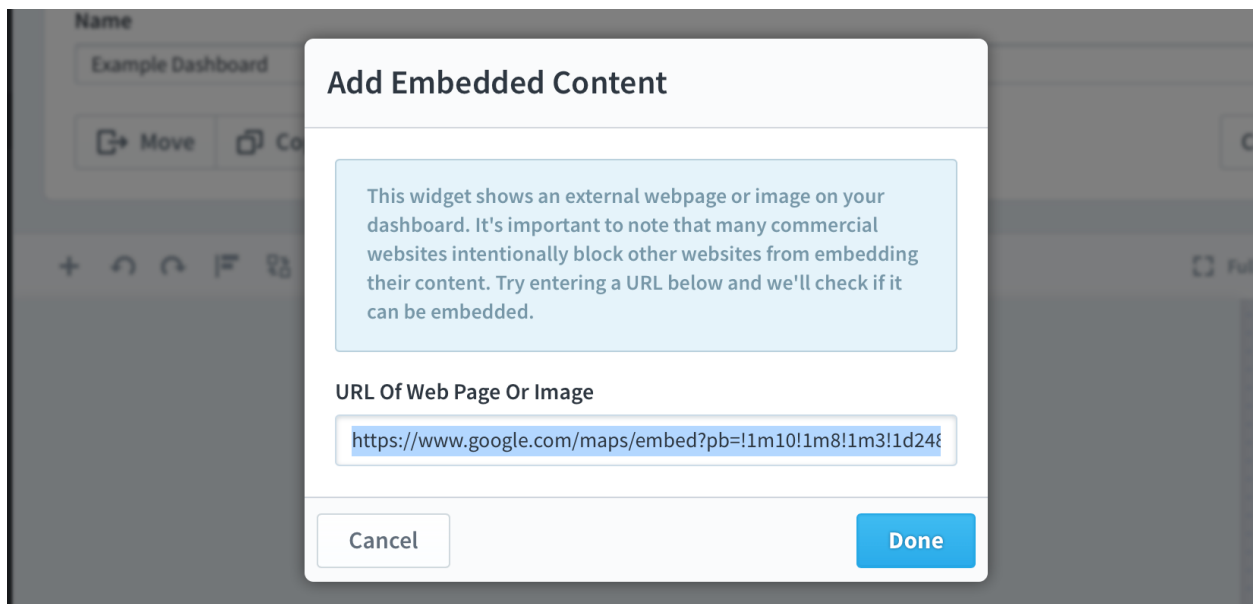 Name
Example Dashboard
Move
Add Embedded Content
This widget shows an external webpage or image on your
dashboard. It's important to note that many commercial
websites intentionally block other websites from embedding
their content. Try entering a URL below and we'll check if it
can be embedded.
URL Of Web Page Or Image
https://www.google.com/maps/embed?pb=!1m10!1m8!1m3!1d248
Cancel
Done